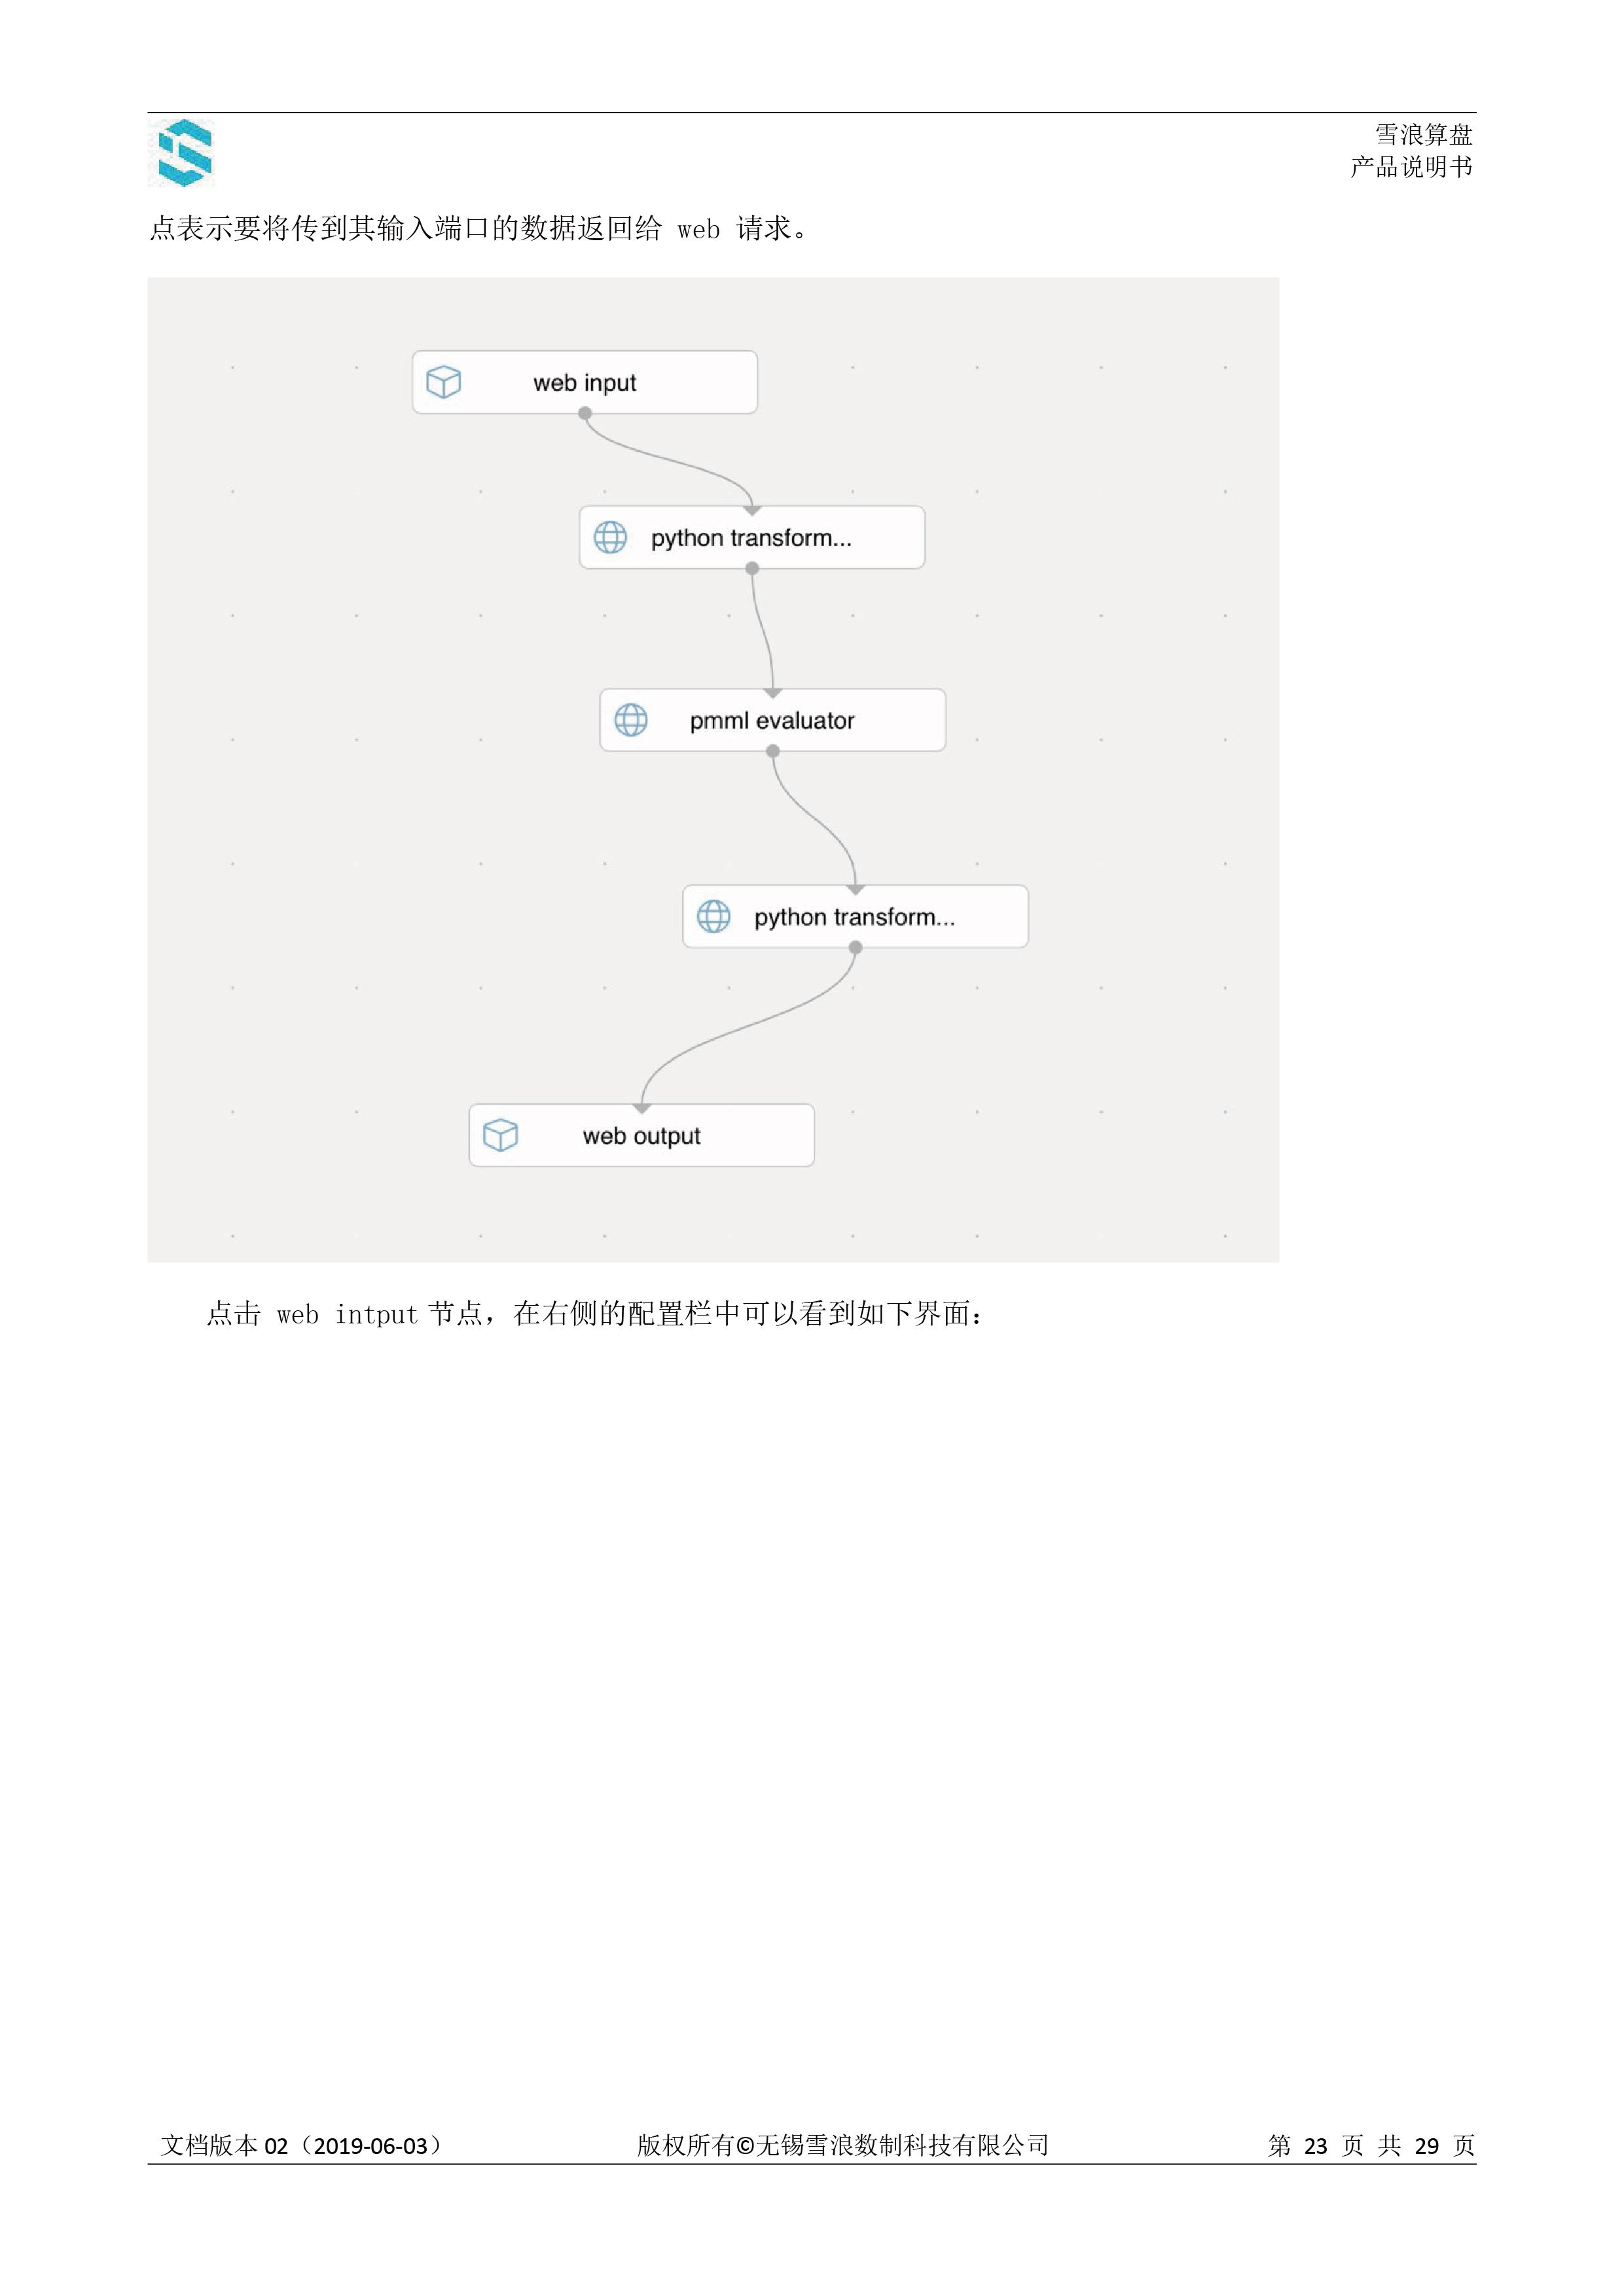 雪浪算盘
产品说明书
点表示要将传到其输入端口的数据返回给 web 请求。
web input
python transform...
pmml evaluator
python transform...
web output
点击 web intput 节点，在右侧的配置栏中可以看到如下界面：
文档版本 02（2019-06-03） 版权所有©无锡雪浪数制科技有限公司 第 23 页 共 29 页